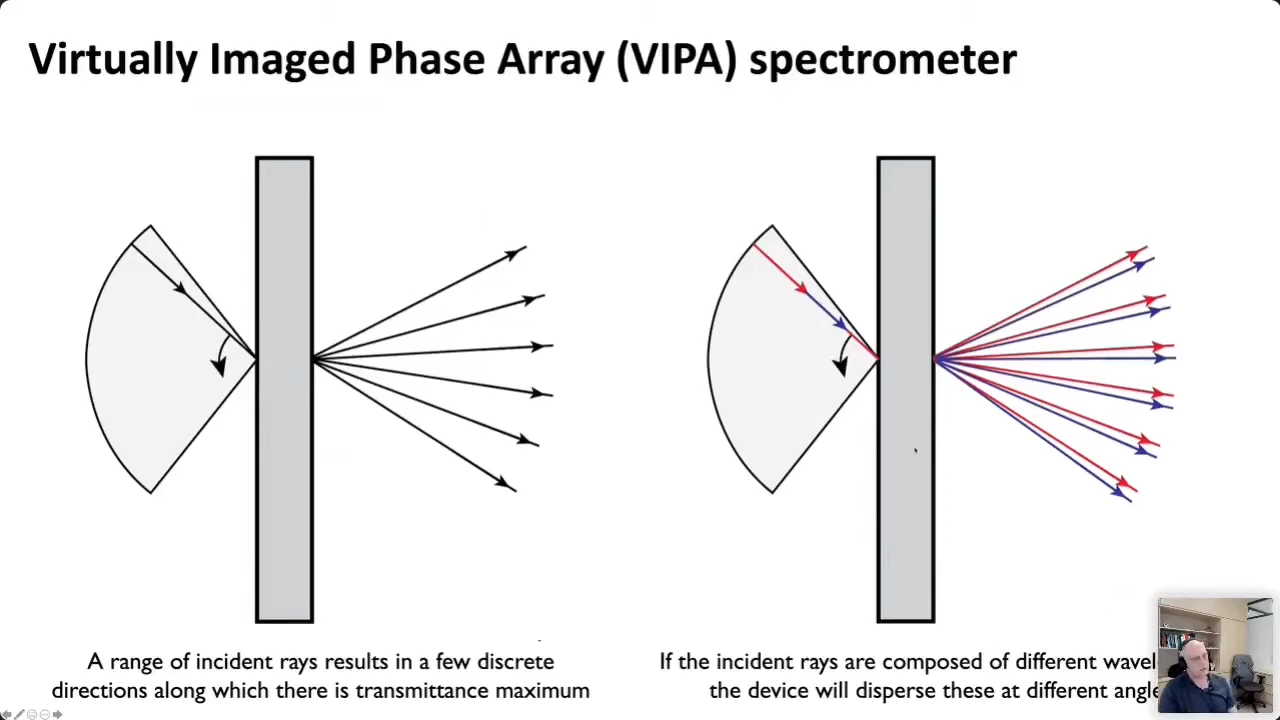 Virtually Imaged Phase Array (VIPA) spectrometer
A range of incident rays results in a few discrete
directions along which there is transmittance maximum
If the incident rays are composed of different
the device will disperse these at different